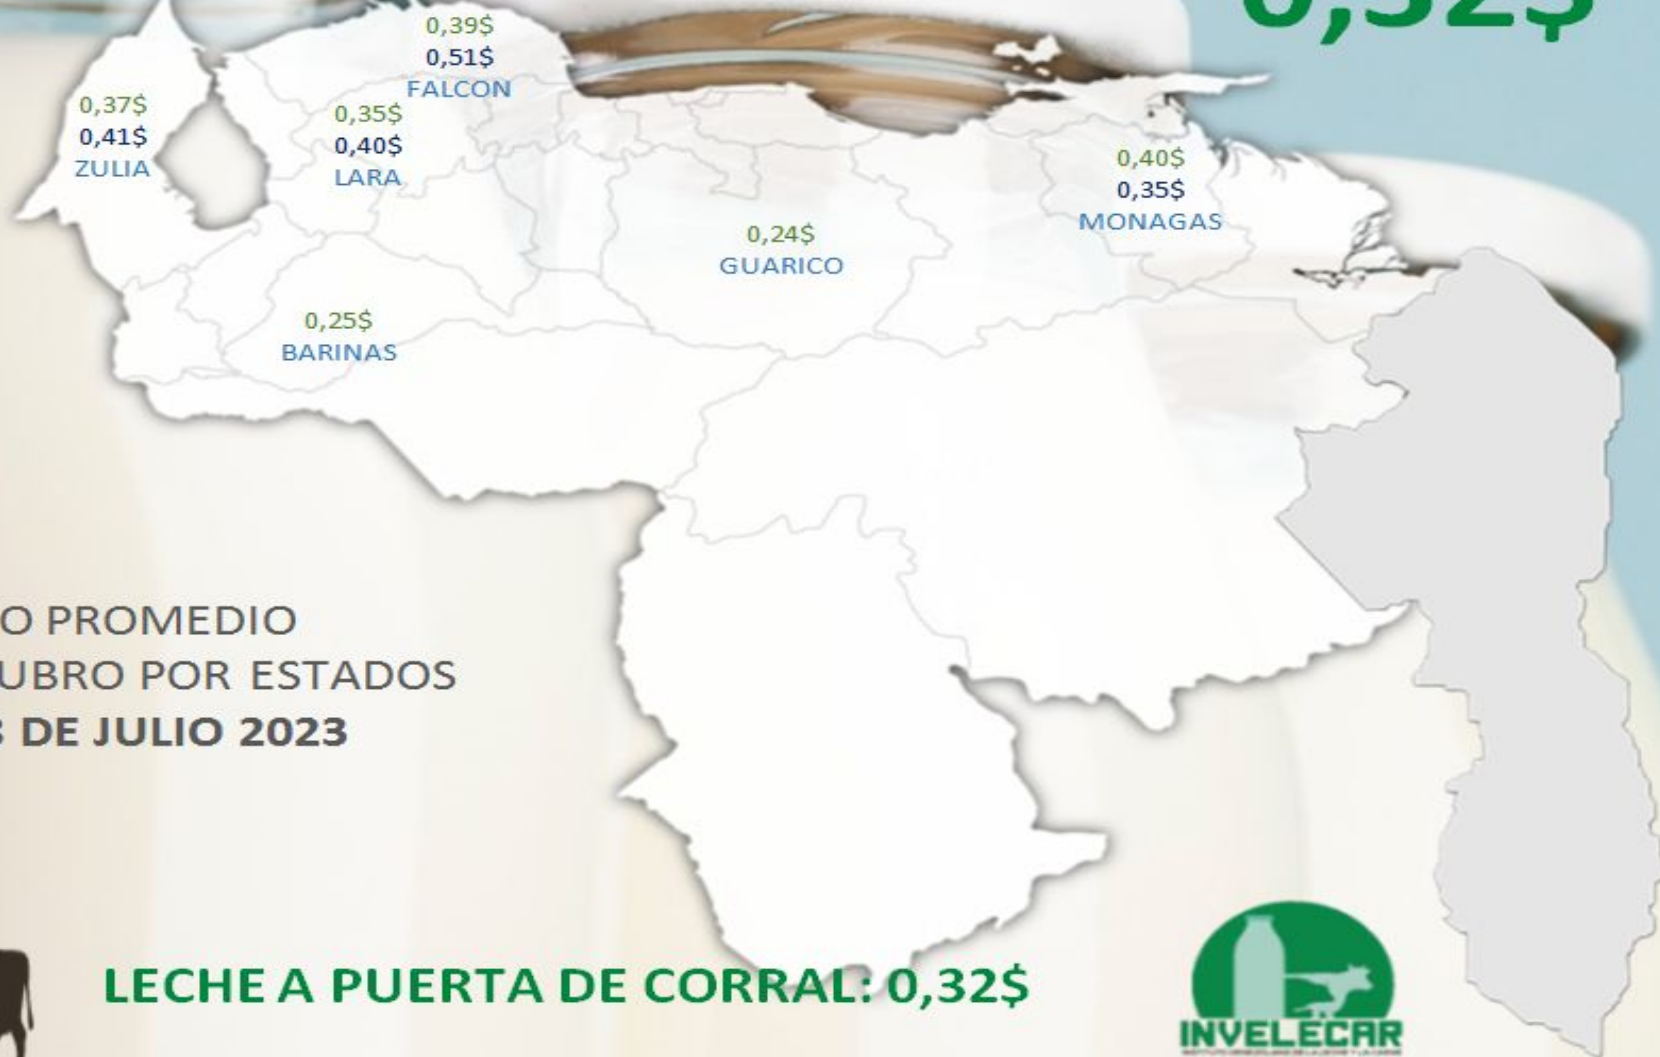 0,32$
0,39$
0,51$
FALCON
0,37$
0,41$
ZULIA
0,35$
0,40$
LARA
0,40$
0,35$
MONAGAS
0,24$
GUARICO
0,25$
BARINAS
O PROMEDIO
UBRO POR ESTADOS
DE JULIO 2023
LECHE A PUERTA DE CORRAL: 0,32$
INVELECAR